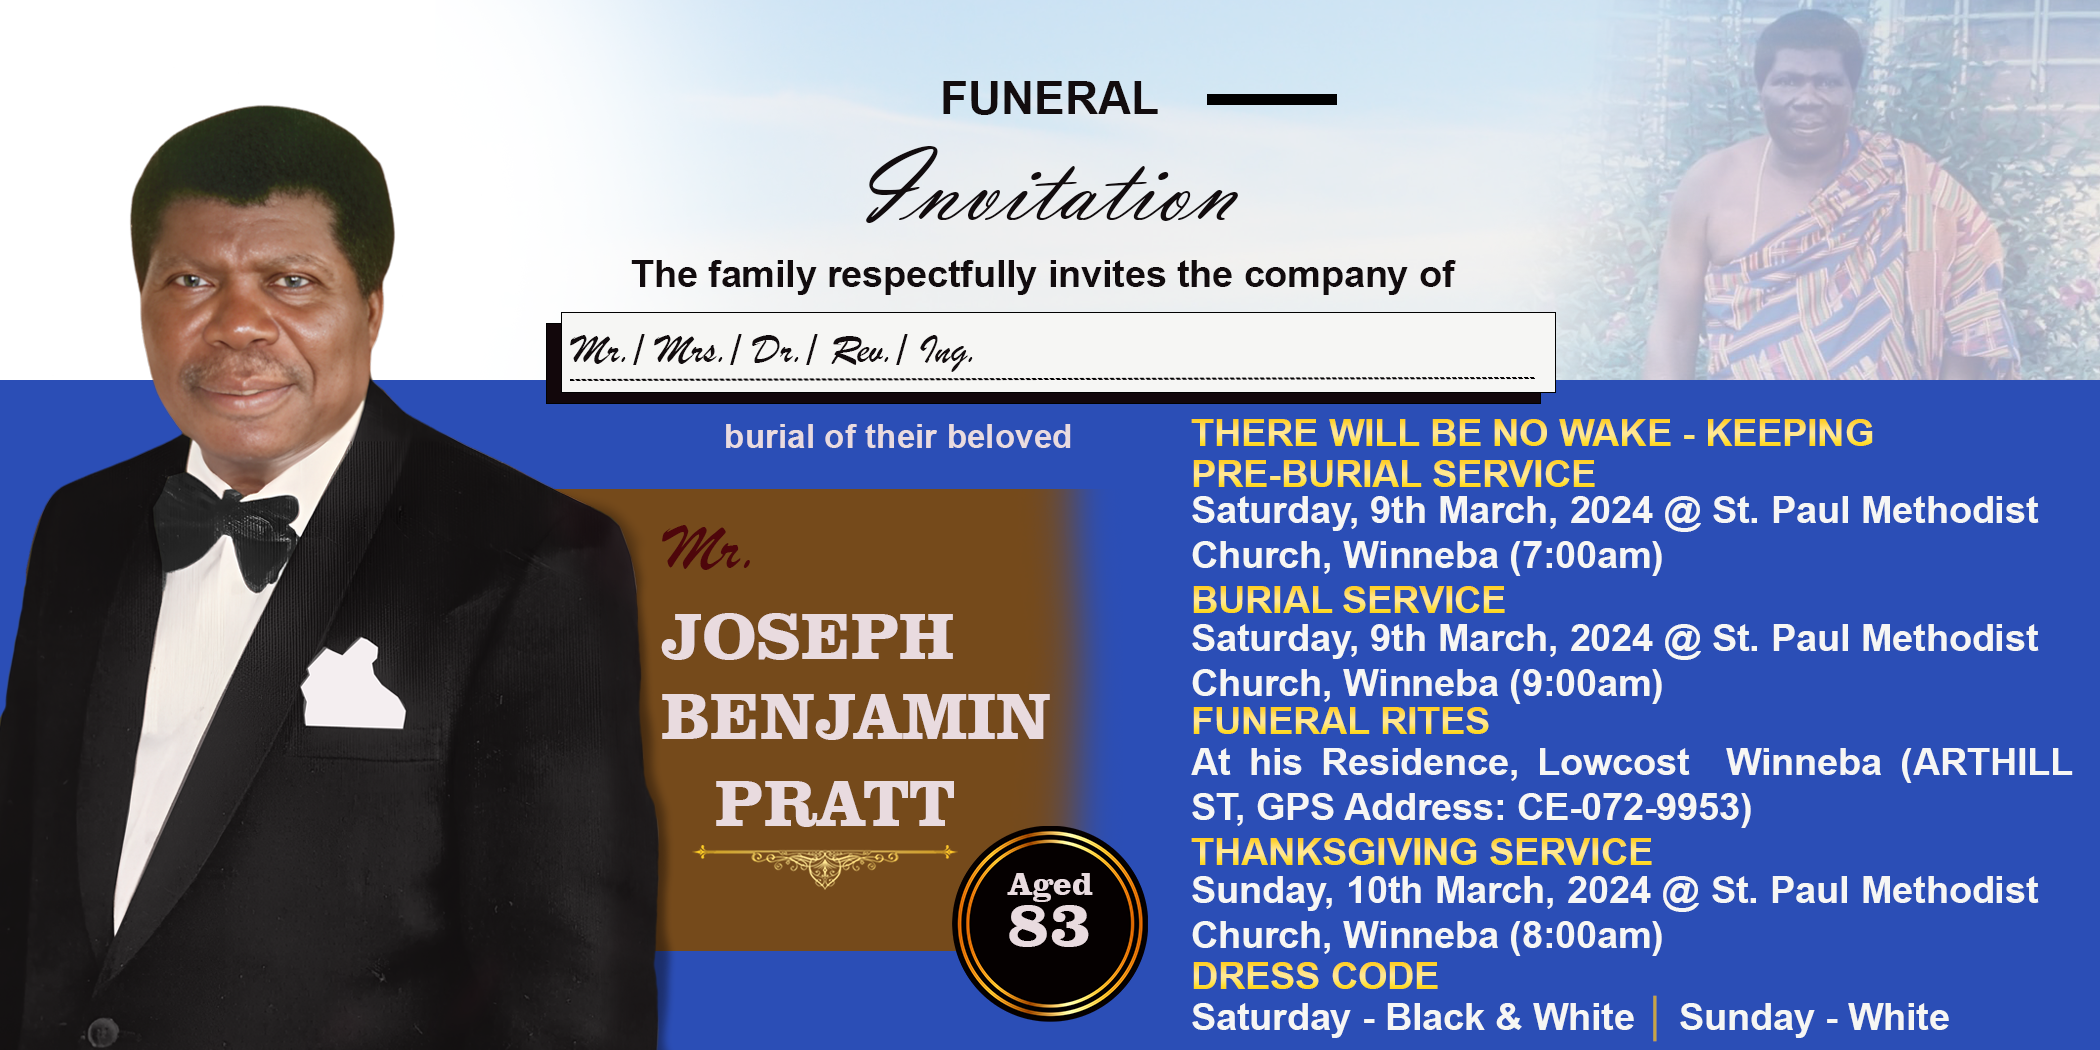 FUNERAL
Invitation
The family respectfully invites the company of
Mr./ Mrs./ Dr./ Rev./ Ing.
burial of their beloved
Mr.
JOSEPH
BENJAMIN
PRATT
Aged
83
THERE WILL BE NO WAKE - KEEPING
PRE-BURIAL SERVICE
Saturday, 9th March, 2024 @ St. Paul Methodist
Church, Winneba (7:00am)
BURIAL SERVICE
Saturday, 9th March, 2024 @ St. Paul Methodist
Church, Winneba (9:00am)
FUNERAL RITES
At his Residence, Lowcost Winneba (ARTHILL
ST, GPS Address: CE-072-9953)
THANKSGIVING SERVICE
Sunday, 10th March, 2024 @ St. Paul Methodist
Church, Winneba (8:00am)
DRESS CODE
Saturday - Black & White | Sunday - White